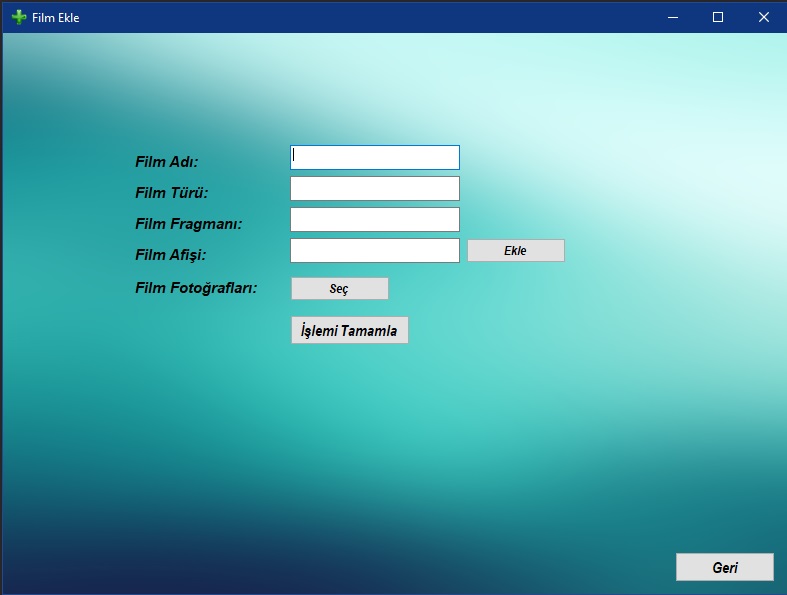 Film Ekle
Film Adı:
Film Türü:
Film Fragmanı:
Film Afişi:
Ekle
Film Fotoğrafları:
Seç
İşlemi Tamamla
Geri